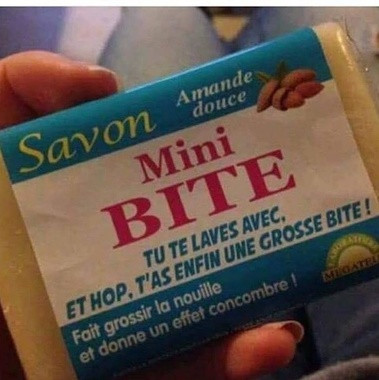 Savon
Amande
douce
Mini
BITE
TU TE LAVES AVEC,
ET HOP, T'AS ENFIN UNE GROSSE BITE !
Fait grossir la nouille
et donne un effet concombre !